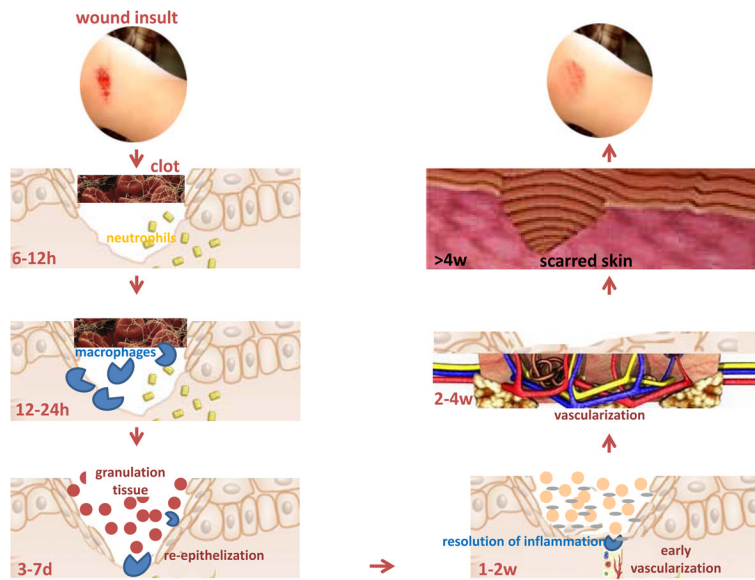 wound insult
clot
neutrophils
6-12h
macrophages
12-24h
granulation
tissue
re-epithelization
3-7d
resolution of inflammation
early
vascularization
1-2w
2-4w
vascularization
>4w
scarred skin